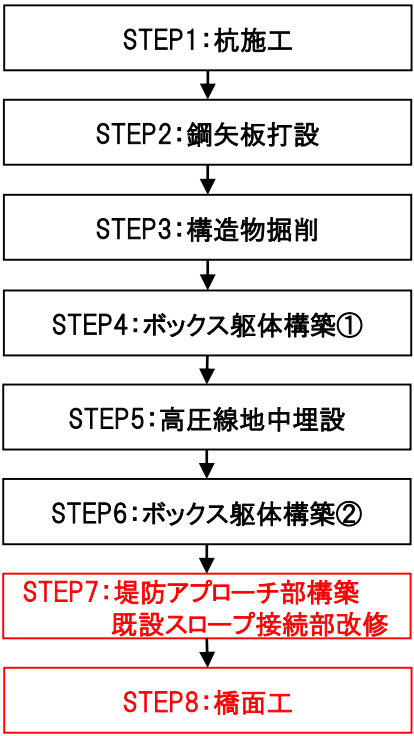 STEP1:杭施工
STEP2:鋼矢板打設
STEP3:構造物掘削
STEP4:ボックス躯体構築①
STEP5:高圧線地中埋設
STEP6:ボックス躯体構築②
STEP7:堤防アプローチ部構築
既設スロープ接続部改修
STEP8:橋面工